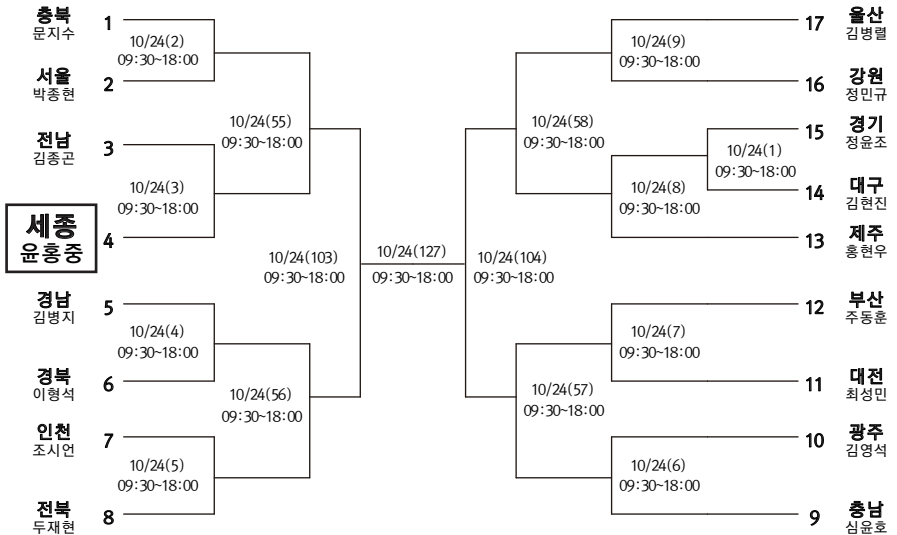 충북
문지수
1
10/24(2)
09:30~18:00
서울
박종현
2
10/24(55)
09:30~18:00
전남
김종곤
3
10/24(3)
09:30~18:00
세종
윤홍중
4
10/24(103)
09:30~18:00
경남
김병지
5
10/24(4)
09:30~18:00
경북
이형석
6
10/24(56)
09:30~18:00
인천
조시언
7
10/24(5)
09:30~18:00
전북
두재현
8
10/24(127)
09:30~18:00
17
울산
김병렬
10/24(9)
09:30~18:00
16
강원
정민규
10/24(58)
09:30~18:00
15
경기
정윤조
10/24(1)
09:30~18:00
14
대구
김현진
10/24(8)
09:30~18:00
13
제주
홍현우
10/24(104)
09:30~18:00
12
부산
주동훈
10/24(7)
09:30~18:00
11
대전
최성민
10/24(57)
09:30~18:00
10
광주
김영석
10/24(6)
09:30~18:00
9
충남
심윤호